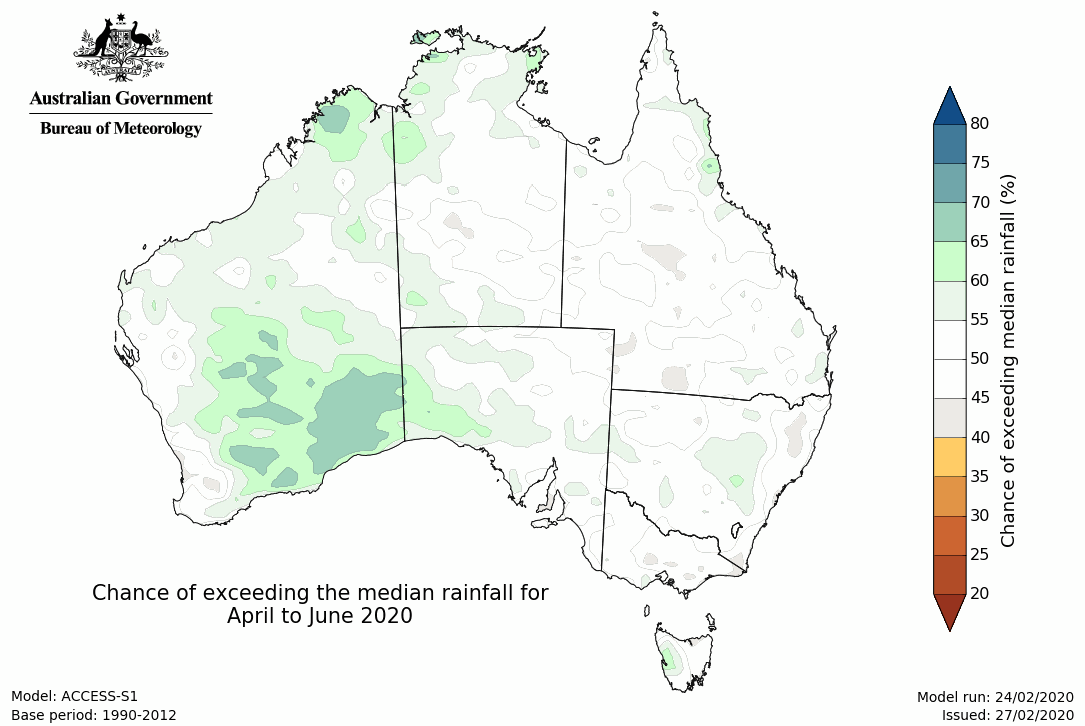 Australian Government
Bureau of Meteorology
80
75
70
65
60
55
50
45
40
35
30
25
20
Chance of exceeding median rainfall (%)
Chance of exceeding the median rainfall for
April to June 2020
Model: ACCESS-S1
Base period: 1990-2012
Model run: 24/02/2020
Issued: 27/02/2020